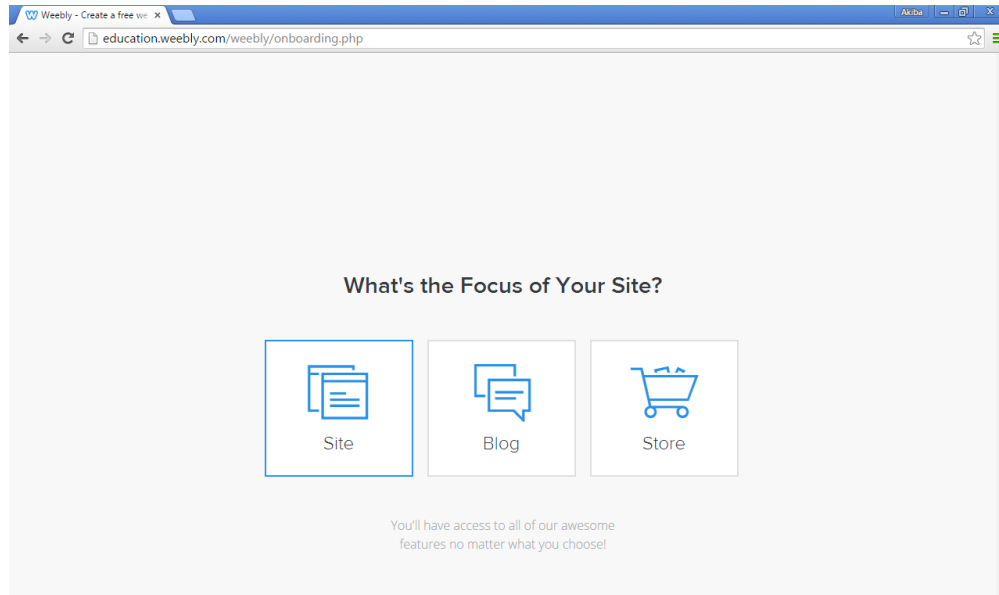 Weebly - Create a free we
Akiba
education.weebly.com/weebly/onboarding.php
What's the Focus of Your Site?
Site
Blog
Store
You'll have access to all of our awesome
features no matter what you choose!